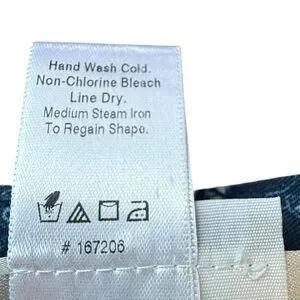 Hand Wash Cold.
Non-Chlorine Bleach
Line Dry.
Medium Steam Iron
To Regain Shape.
# 167206